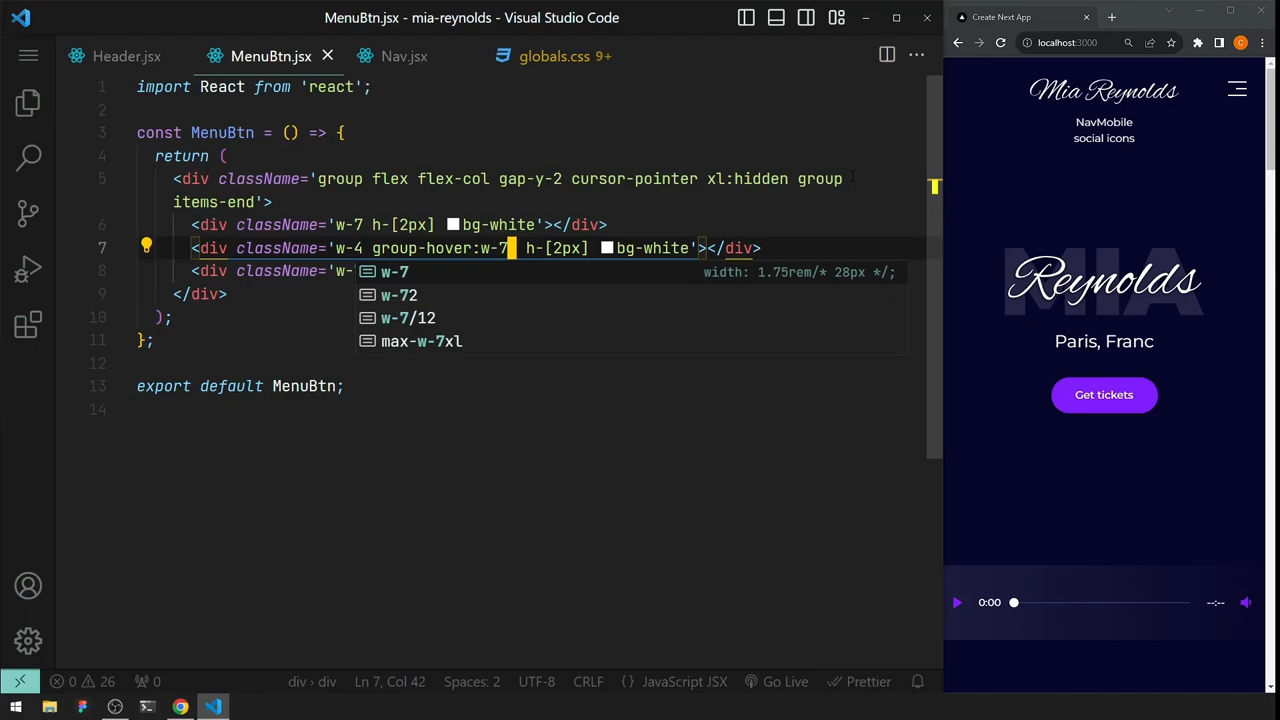 MenuBtn.jsx - mia-reynolds - Visual Studio Code
Header.jsx
MenuBtn.jsx
Nav.jsx
globals.css 9+
1 import React from 'react';
2
3 const MenuBtn = () => {
4 return (
5 <div className='group flex flex-col gap-y-2 cursor-pointer xl:hidden group
items-end'>
6 <div className='w-7 h-[2px] bg-white'></div>
7 <div className='w-4 group-hover:w-7 h-[2px] bg-white'></div>
8 <div className='w-
w-7 width: 1.75rem/* 28px */;
w-72
w-7/12
max-w-7xl
9 </div>
10 );
11 };
12
13 export default MenuBtn;
14
0 26 0
div > div
Ln 7, Col 42
Spaces: 2
UTF-8
CRLF
{} JavaScript JSX
Go Live
Prettier
Create Next App
localhost:3000
C
Mia Reynolds
NavMobile
social icons
MIA
Reynolds
Paris, Franc
Get tickets
0:00
--:--